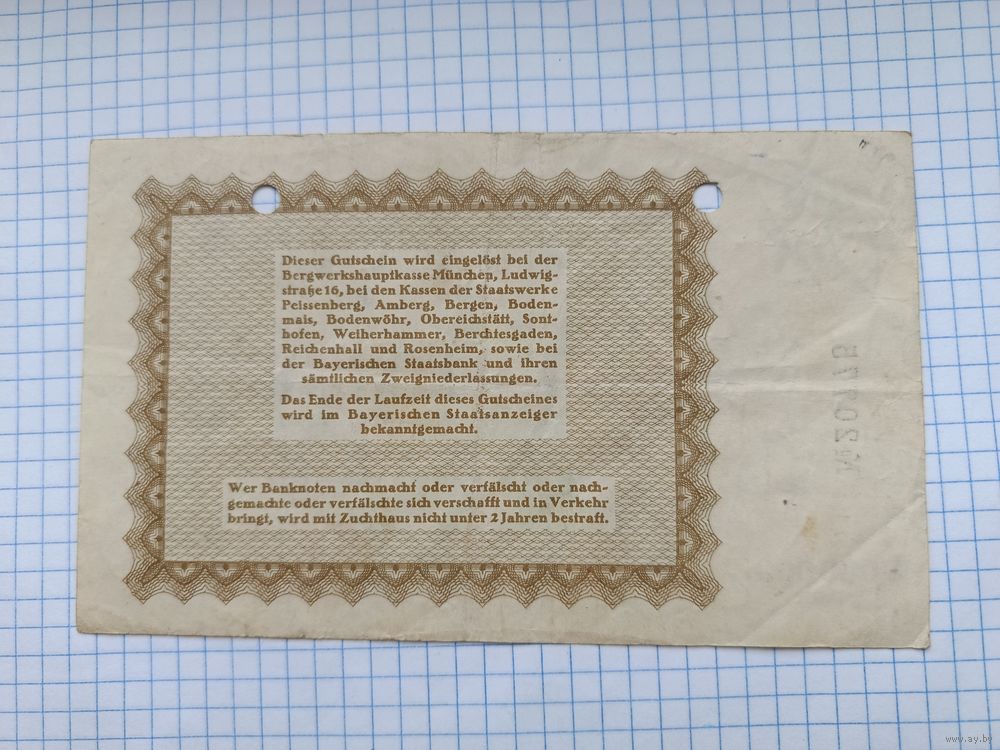 Dieser Gutschein wird eingelöst bei der
Bergwerkshauptkasse München, Ludwig-
straße 16, bei den Kassen der Staatswerke
Peissenberg, Amberg, Bergen, Boden-
mais, Bodenwöhr, Obereichstätt, Sont-
hofen, Weiherhammer, Berchtesgaden,
Reichenhall und Rosenheim, sowie bei
der Bayerischen Staatsbank und ihren
sämtlichen Zweigniederlassungen.
Das Ende der Laufzeit dieses Gutscheines
wird im Bayerischen Staatsanzeiger
bekanntgemacht.
Wer Banknoten nachmacht oder verfälscht oder nach-
gemachte oder verfälschte sich verschafft und in Verkehr
bringt, wird mit Zuchthaus nicht unter 2 Jahren bestraft.
www.ay.by